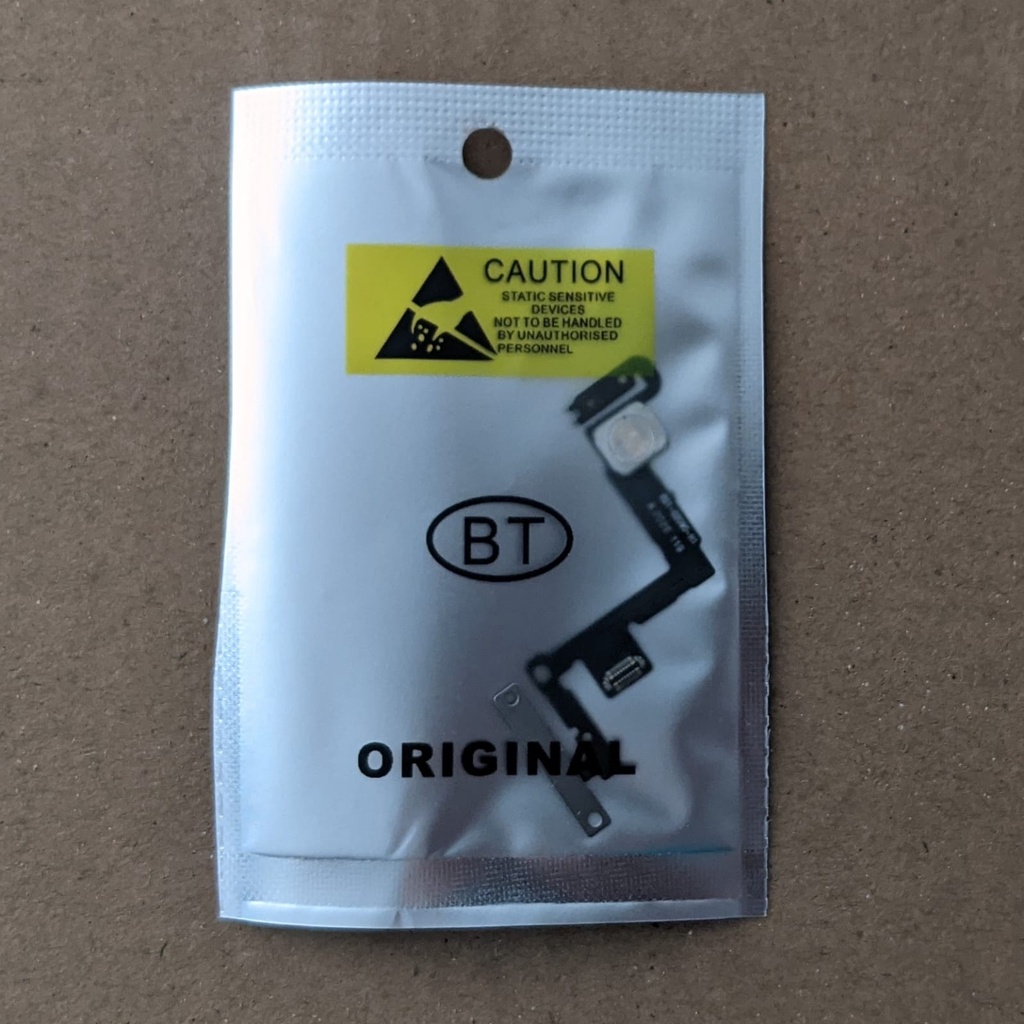 CAUTION
STATIC SENSITIVE
DEVICES
NOT TO BE HANDLED
BY UNAUTHORISED
PERSONNEL
BT
ORIGINAL